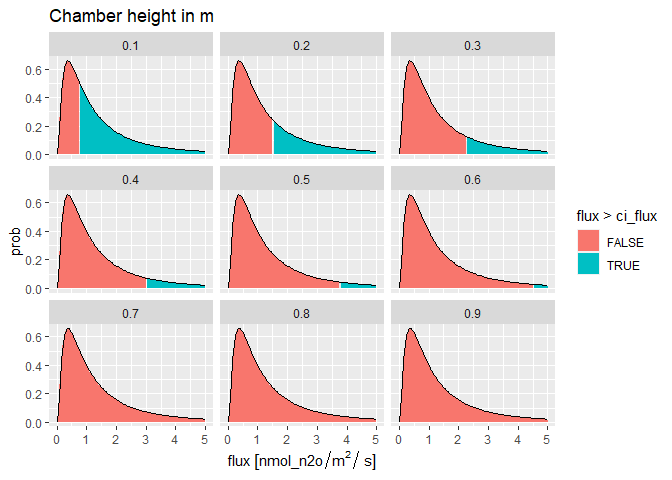 Chamber height in m
0.1 0.2 0.3
0.6
0.4
0.2
0.0
0.4 0.5 0.6
0.6
0.4
0.2
0.0
0.7 0.8 0.9
0.6
0.4
0.2
0.0
0 1 2 3 4 5 0 1 2 3 4 5 0 1 2 3 4 5
prob
flux [nmol_n2o/m² / s]
flux > ci_flux
FALSE
TRUE